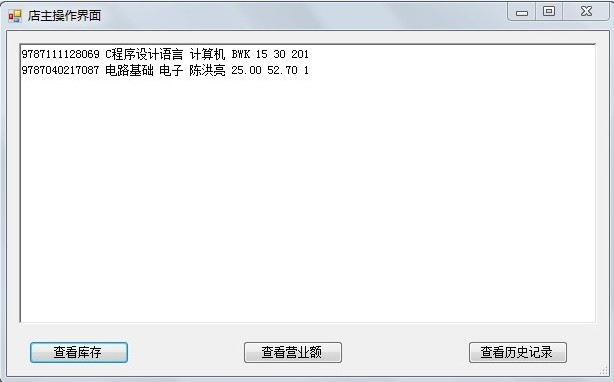 店主操作界面
9787111128069 C程序设计语言 计算机 BWK 15 30 201
9787040217087 电路基础 电子 陈洪亮 25.00 52.70 1
查看库存 查看营业额 查看历史记录